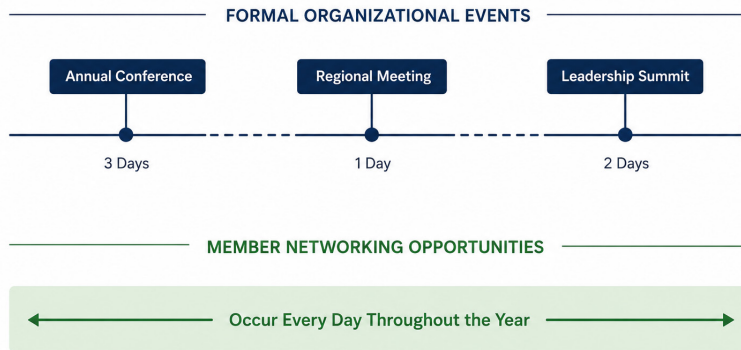 FORMAL ORGANIZATIONAL EVENTS
Annual Conference
Regional Meeting
Leadership Summit
3 Days
1 Day
2 Days
MEMBER NETWORKING OPPORTUNITIES
Occur Every Day Throughout the Year